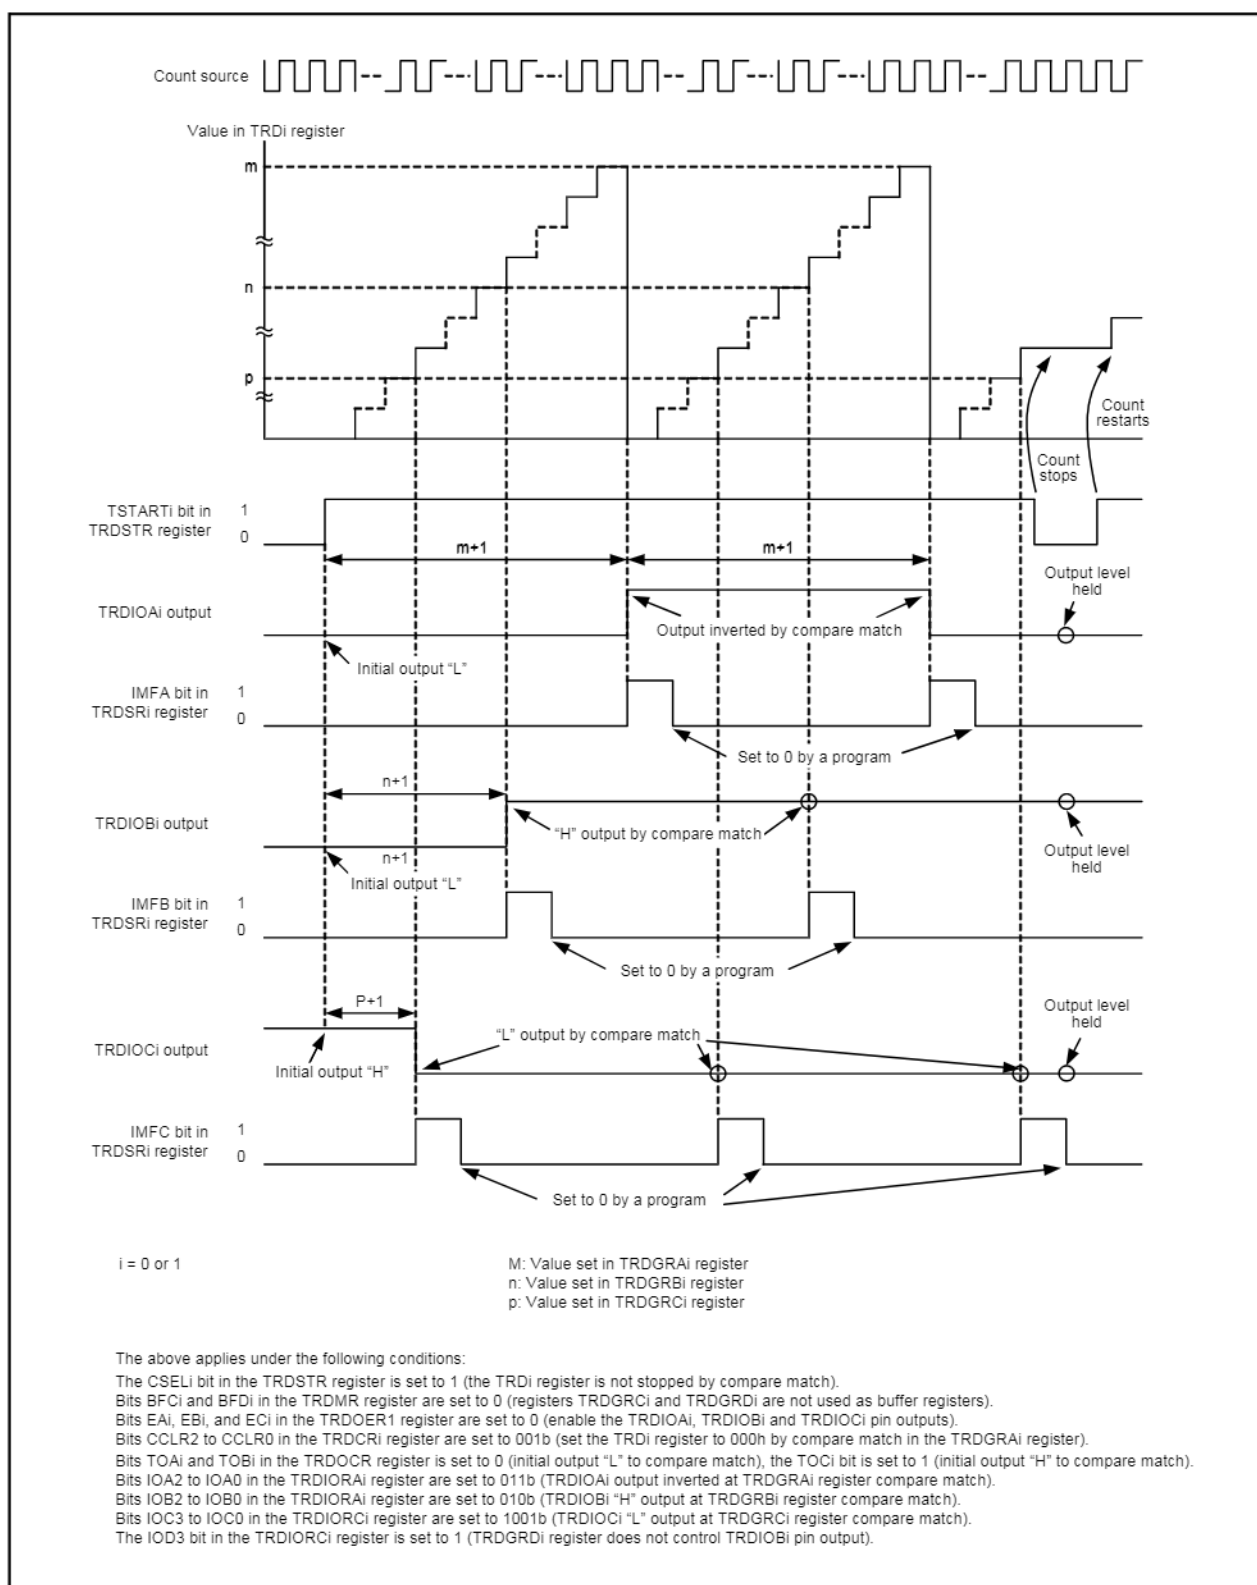 Count source
Value in TRDi register
m
n
p
Count
restarts
Count
stops
TSTARTi bit in
TRDSTR register
1
0
m+1
m+1
Output level
held
TRDIOAi output
Output inverted by compare match
Initial output “L”
IMFA bit in
TRDSRi register
1
0
Set to 0 by a program
n+1
TRDIOBi output
“H” output by compare match
n+1
Initial output “L”
Output level
held
IMFB bit in
TRDSRi register
1
0
Set to 0 by a program
P+1
Output level
held
“L” output by compare match
TRDIOCi output
Initial output “H”
IMFC bit in
TRDSRi register
1
0
Set to 0 by a program
i = 0 or 1
M: Value set in TRDGRAi register
n: Value set in TRDGRBi register
p: Value set in TRDGRCi register
The above applies under the following conditions:
The CSELi bit in the TRDSTR register is set to 1 (the TRDi register is not stopped by compare match).
Bits BFCi and BFDi in the TRDMR register are set to 0 (registers TRDGRCi and TRDGRDi are not used as buffer registers).
Bits EAi, EBi, and ECi in the TRDOER1 register are set to 0 (enable the TRDIOAi, TRDIOBi and TRDIOCi pin outputs).
Bits CCLR2 to CCLR0 in the TRDCRi register are set to 001b (set the TRDi register to 000h by compare match in the TRDGRAi register).
Bits TOAi and TOBi in the TRDOCR register is set to 0 (initial output “L” to compare match), the TOCi bit is set to 1 (initial output “H” to compare match).
Bits IOA2 to IOA0 in the TRDIORAi register are set to 011b (TRDIOAi output inverted at TRDGRAi register compare match).
Bits IOB2 to IOB0 in the TRDIORAi register are set to 010b (TRDIOBi “H” output at TRDGRBi register compare match).
Bits IOC3 to IOC0 in the TRDIORCi register are set to 1001b (TRDIOCi “L” output at TRDGRCi register compare match).
The IOD3 bit in the TRDIORCi register is set to 1 (TRDGRDi register does not control TRDIOBi pin output).